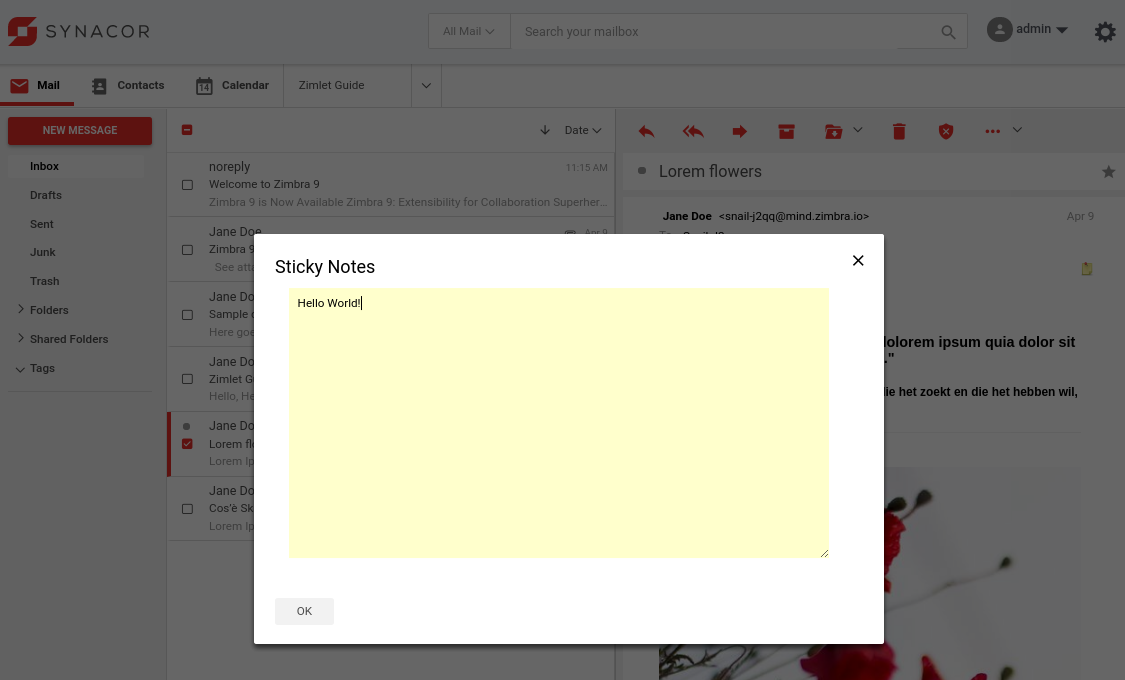 SYNACOR
All Mail
Search your mailbox
admin
Mail
Contacts
14
Calendar
Zimlet Guide
NEW MESSAGE
Inbox
Drafts
Sent
Junk
Trash
Folders
Shared Folders
Tags
Date
noreply
11:15 AM
Welcome to Zimbra 9
Zimbra 9 is Now Available Zimbra 9: Extensibility for Collaboration Superher...
Jane Doe
Apr 9
Zimbra 9
See atta
Jane Do
Sample
Here goe
Jane Do
Zimlet G
Hello, He
Jane Do
Lorem fl
Lorem Ip
Jane Do
Cos'è Sk
Lorem Ip
Lorem flowers
Jane Doe <snail-j2qq@mind.zimbra.io>
Apr 9
dolorem ipsum quia dolor sit
."
die het zoekt en die het hebben wil,
Sticky Notes
Hello World!
OK